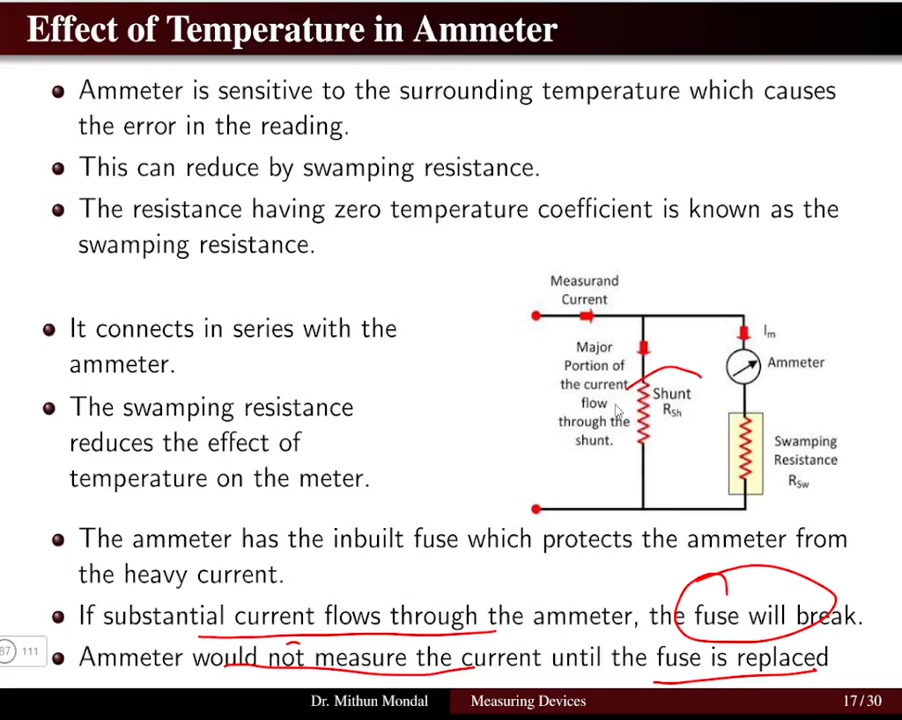 Effect of Temperature in Ammeter
Ammeter is sensitive to the surrounding temperature which causes
the error in the reading.
This can reduce by swamping resistance.
The resistance having zero temperature coefficient is known as the
swamping resistance.
It connects in series with the
ammeter.
The swamping resistance
reduces the effect of
temperature on the meter.
Measurand
Current
Major
Portion of
the current
flow
through the
shunt.
Shunt
RSh
Im
Ammeter
Swamping
Resistance
RSw
The ammeter has the inbuilt fuse which protects the ammeter from
the heavy current.
If substantial current flows through the ammeter, the fuse will break.
Ammeter would not measure the current until the fuse is replaced
87 111
Dr. Mithun Mondal Measuring Devices 17/30